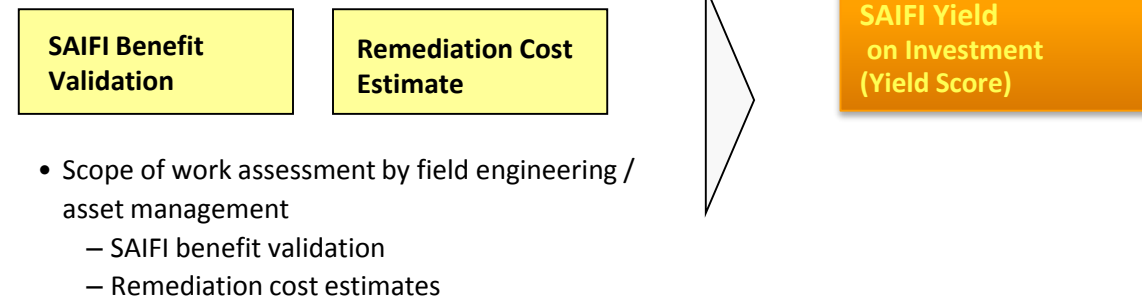 SAIFI Benefit
Validation
Remediation Cost
Estimate
SAIFI Yield
on Investment
(Yield Score)
• Scope of work assessment by field engineering /
asset management
– SAIFI benefit validation
– Remediation cost estimates